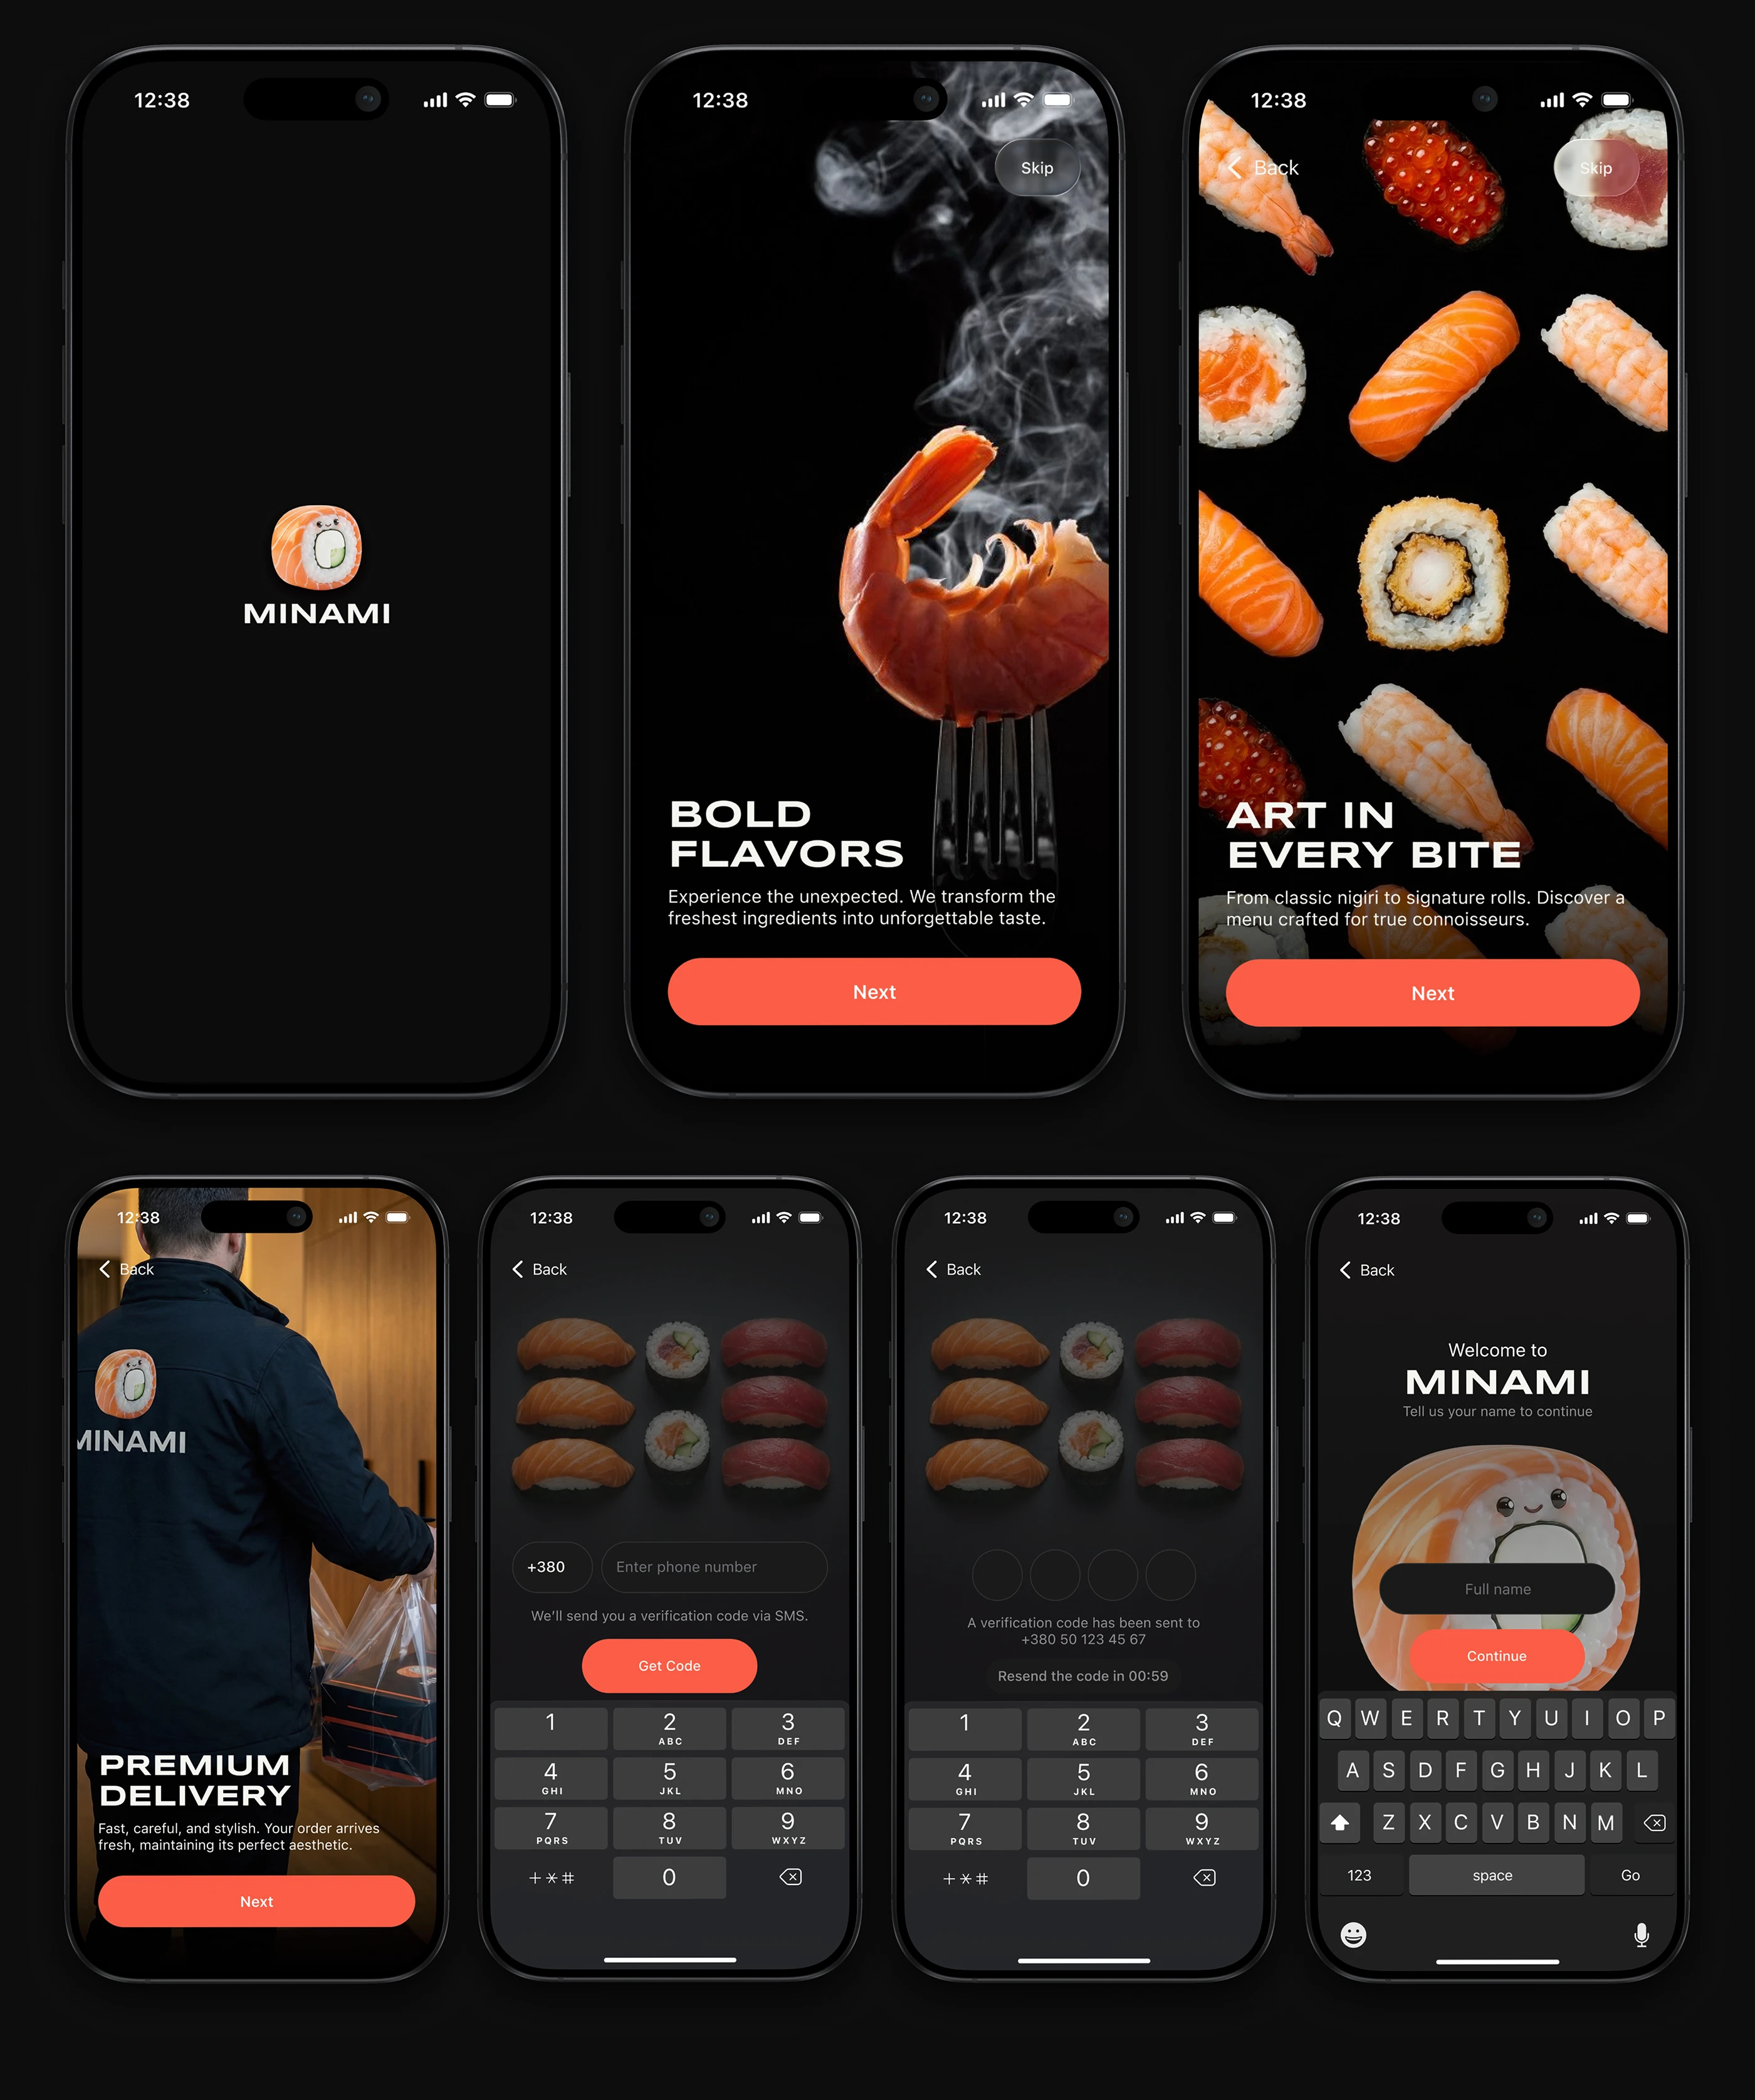 12:38
MINAMI
12:38
Skip
BOLD
FLAVORS
Experience the unexpected. We transform the
freshest ingredients into unforgettable taste.
Next
12:38
Back
Skip
ART IN
EVERY BITE
From classic nigiri to signature rolls. Discover a
menu crafted for true connoisseurs.
Next
12:38
Back
MINAMI
PREMIUM
DELIVERY
Fast, careful, and stylish. Your order arrives
fresh, maintaining its perfect aesthetic.
Next
12:38
Back
+380 Enter phone number
We'll send you a verification code via SMS.
Get Code
1 2 3
ABC DEF
4 5 6
GHI JKL MNO
7 8 9
PQRS TUV WXYZ
+*# 0
12:38
Back
A verification code has been sent to
+380 50 123 45 67
Resend the code in 00:59
1 2 3
ABC DEF
4 5 6
GHI JKL MNO
7 8 9
PQRS TUV WXYZ
+*# 0
12:38
Back
Welcome to
MINAMI
Tell us your name to continue
Full name
Continue
Q W E R T Y U I O P
A S D F G H J K L
Z X C V B N M
123 space Go